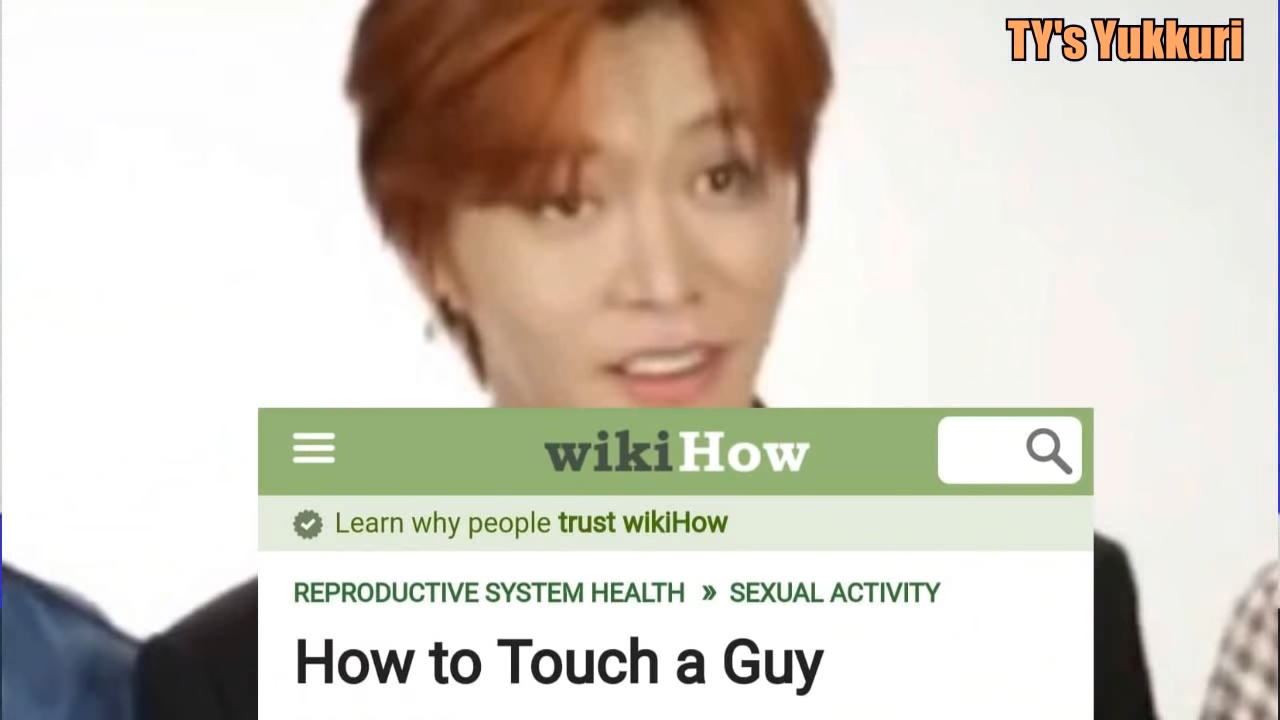 TY's Yukkuri
wikiHow
Learn why people trust wikiHow
REPRODUCTIVE SYSTEM HEALTH » SEXUAL ACTIVITY
How to Touch a Guy